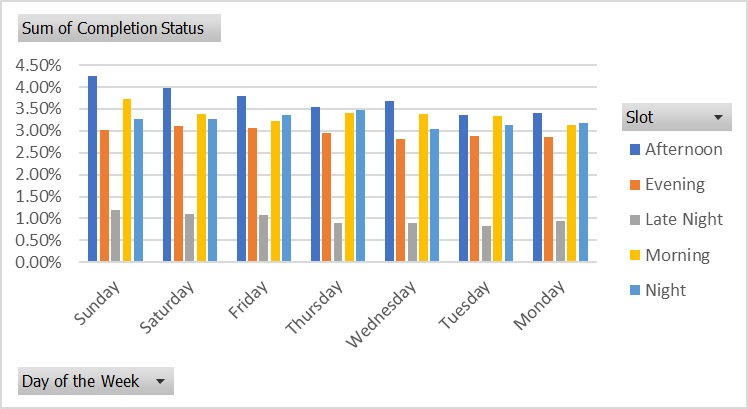 Sum of Completion Status
4.50%
4.00%
3.50%
3.00%
2.50%
2.00%
1.50%
1.00%
0.50%
0.00%
Sunday
Saturday
Friday
Thursday
Wednesday
Tuesday
Monday
Slot
Afternoon
Evening
Late Night
Morning
Night
Day of the Week